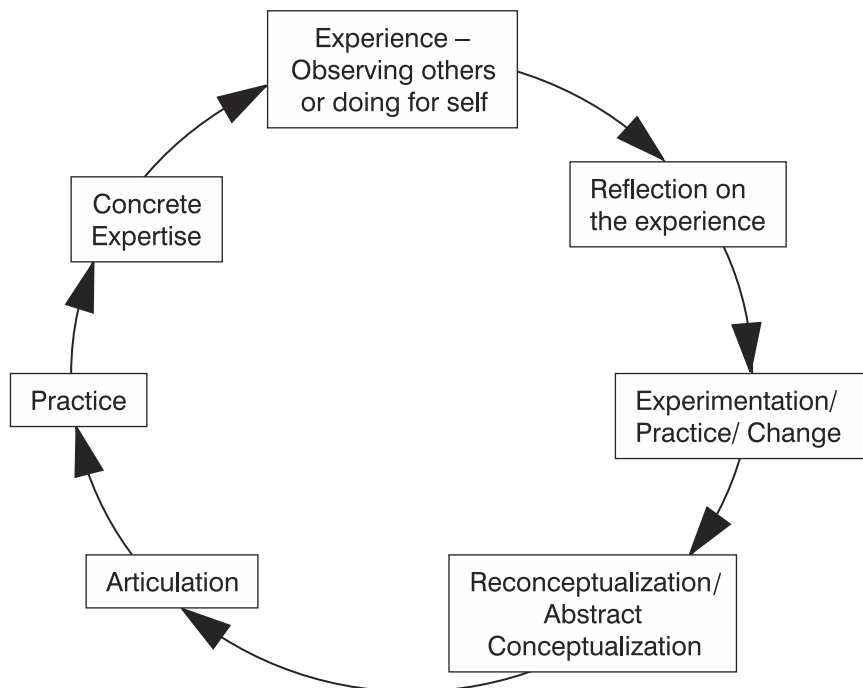 Experience –
Observing others
or doing for self
Reflection on
the experience
Experimentation/
Practice/ Change
Reconceptualization/
Abstract
Conceptualization
Articulation
Practice
Concrete
Expertise